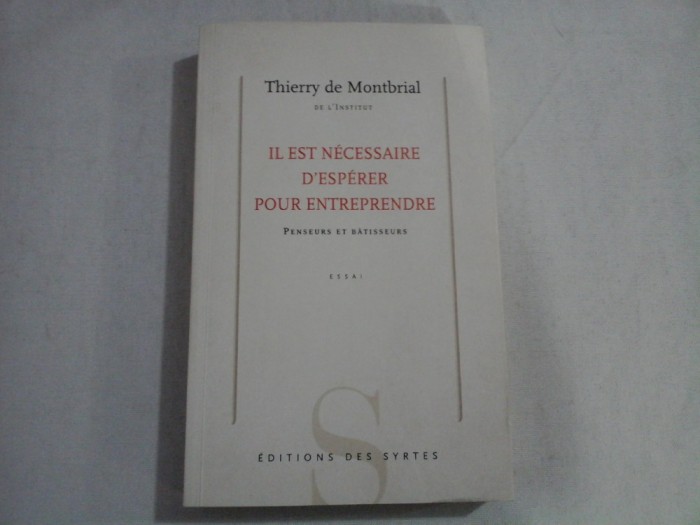 Thierry de Montbrial
DE L'INSTITUT
IL EST NÉCESSAIRE
D'ESPÉRER
POUR ENTREPRENDRE
PENSEURS ET BÂTISSEURS
ESSAI
S
ÉDITIONS DES SYRTES